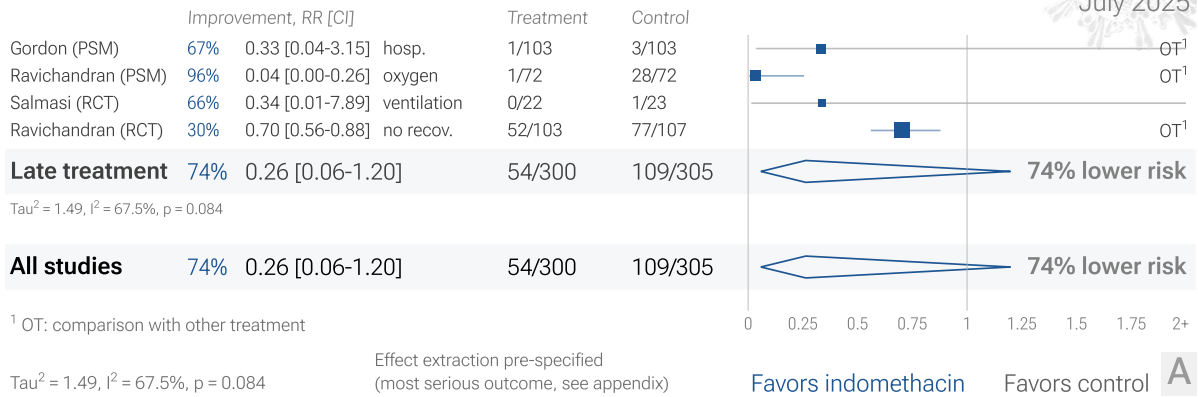 July 2025
Improvement, RR [CI] Treatment Control
Gordon (PSM) 67% 0.33 [0.04-3.15] hosp. 1/103 3/103 OT¹
Ravichandran (PSM) 96% 0.04 [0.00-0.26] oxygen 1/72 28/72 OT¹
Salmasi (RCT) 66% 0.34 [0.01-7.89] ventilation 0/22 1/23
Ravichandran (RCT) 30% 0.70 [0.56-0.88] no recov. 52/103 77/107 OT¹
Late treatment 74% 0.26 [0.06-1.20] 54/300 109/305 74% lower risk
Tau² = 1.49, I² = 67.5%, p = 0.084
All studies 74% 0.26 [0.06-1.20] 54/300 109/305 74% lower risk
¹ OT: comparison with other treatment 0 0.25 0.5 0.75 1 1.25 1.5 1.75 2+
Effect extraction pre-specified
Tau² = 1.49, I² = 67.5%, p = 0.084 (most serious outcome, see appendix) Favors indomethacin Favors control A